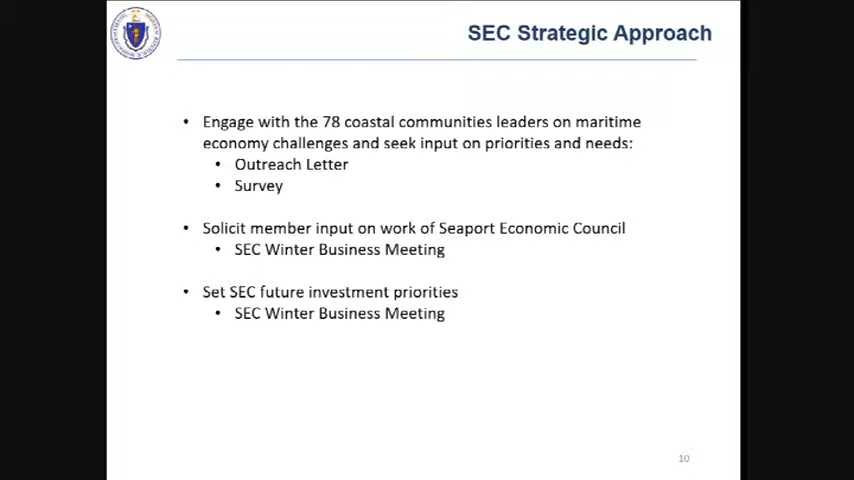 SEC Strategic Approach
• Engage with the 78 coastal communities leaders on maritime
economy challenges and seek input on priorities and needs:
• Outreach Letter
• Survey
• Solicit member input on work of Seaport Economic Council
• SEC Winter Business Meeting
• Set SEC future investment priorities
• SEC Winter Business Meeting
10